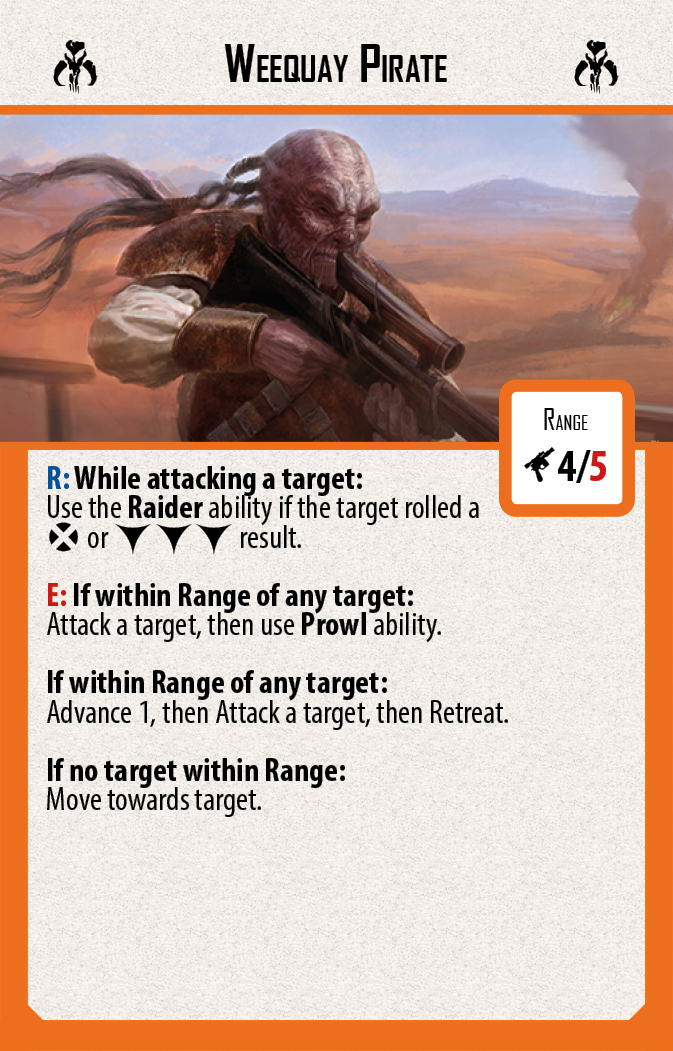 Weequay Pirate
Range
4/5
R: While attacking a target:
Use the Raider ability if the target rolled a
or result.
E: If within Range of any target:
Attack a target, then use Prowl ability.
If within Range of any target:
Advance 1, then Attack a target, then Retreat.
If no target within Range:
Move towards target.